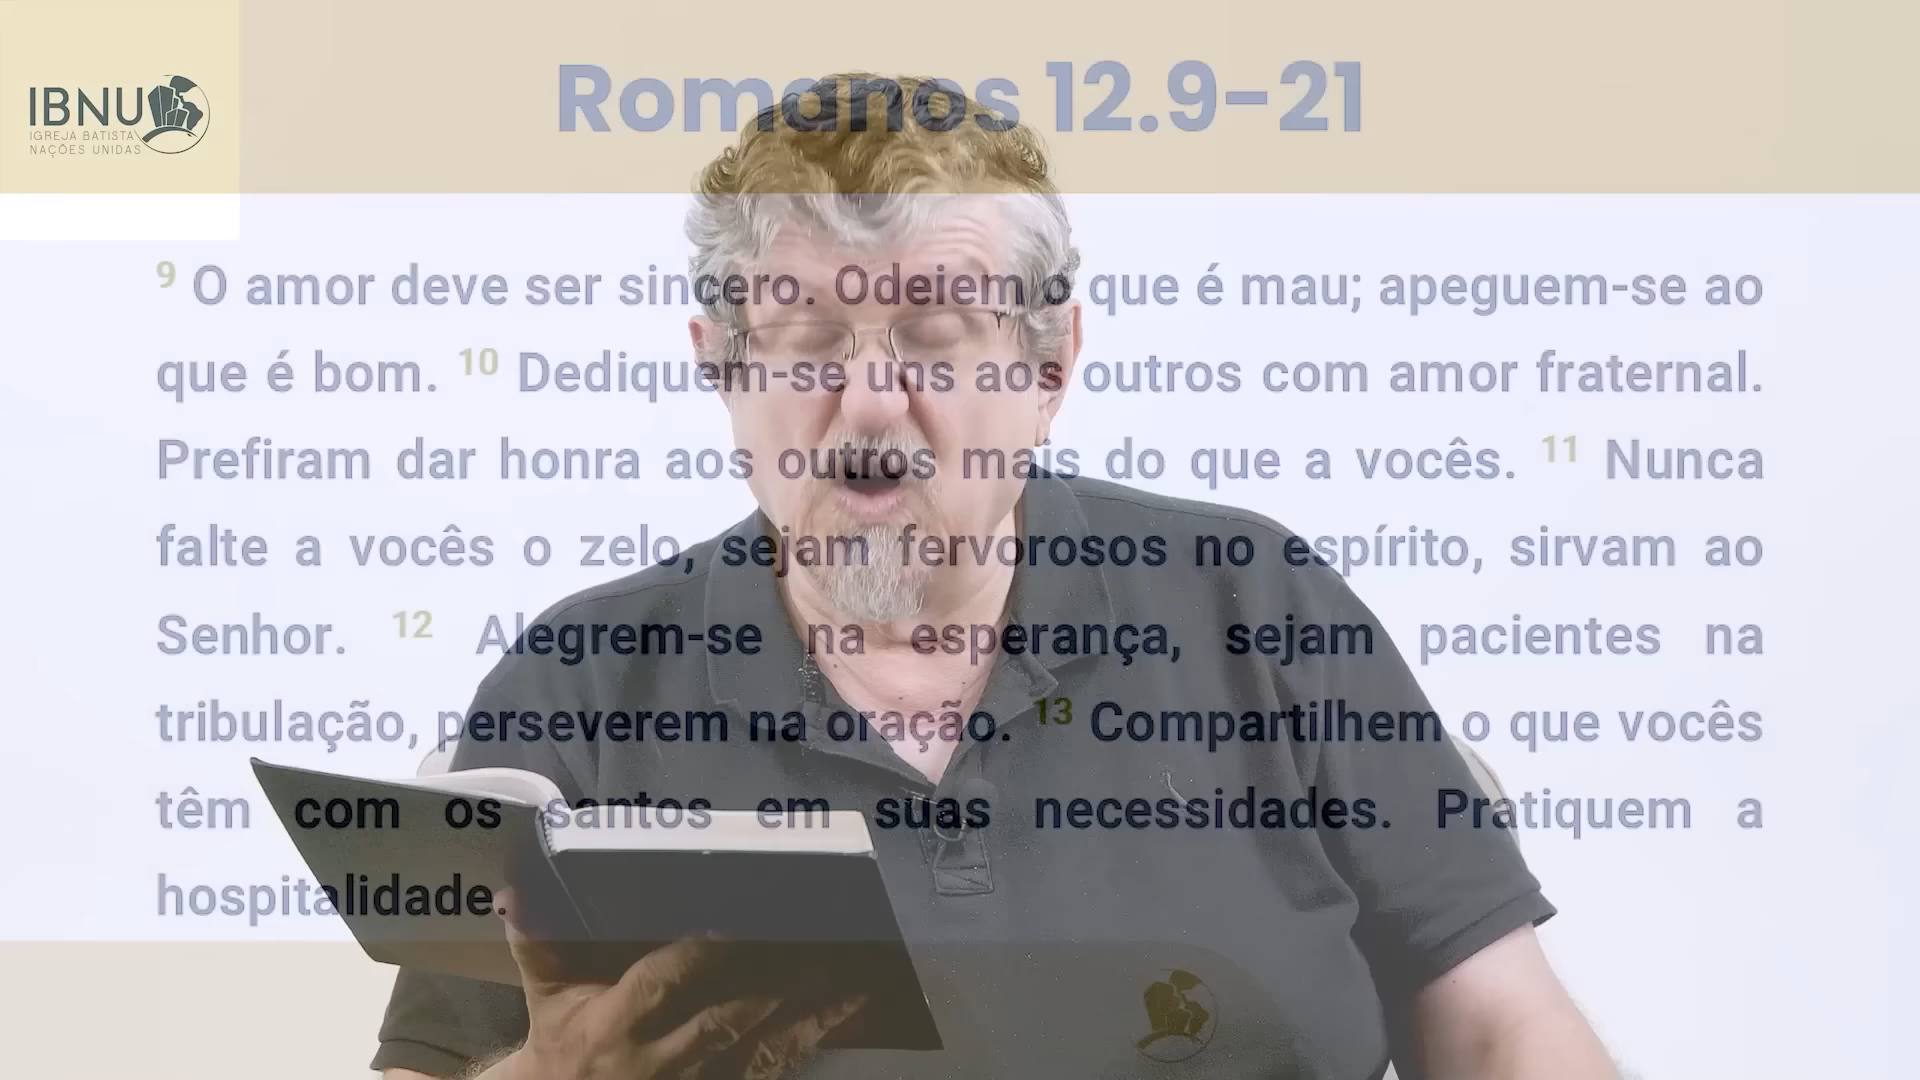 IBNU
IGREJA BATISTA
NAÇÕES UNIDAS
Romanos 12.9-21
9 O amor deve ser sincero. Odeiem o que é mau; apeguem-se ao
que é bom. 10 Dediquem-se uns aos outros com amor fraternal.
Prefiram dar honra aos outros mais do que a vocês. 11 Nunca
falte a vocês o zelo, sejam fervorosos no espírito, sirvam ao
Senhor. 12 Alegrem-se na esperança, sejam pacientes na
tribulação, perseverem na oração. 13 Compartilhem o que vocês
têm com os santos em suas necessidades. Pratiquem a
hospitalidade.